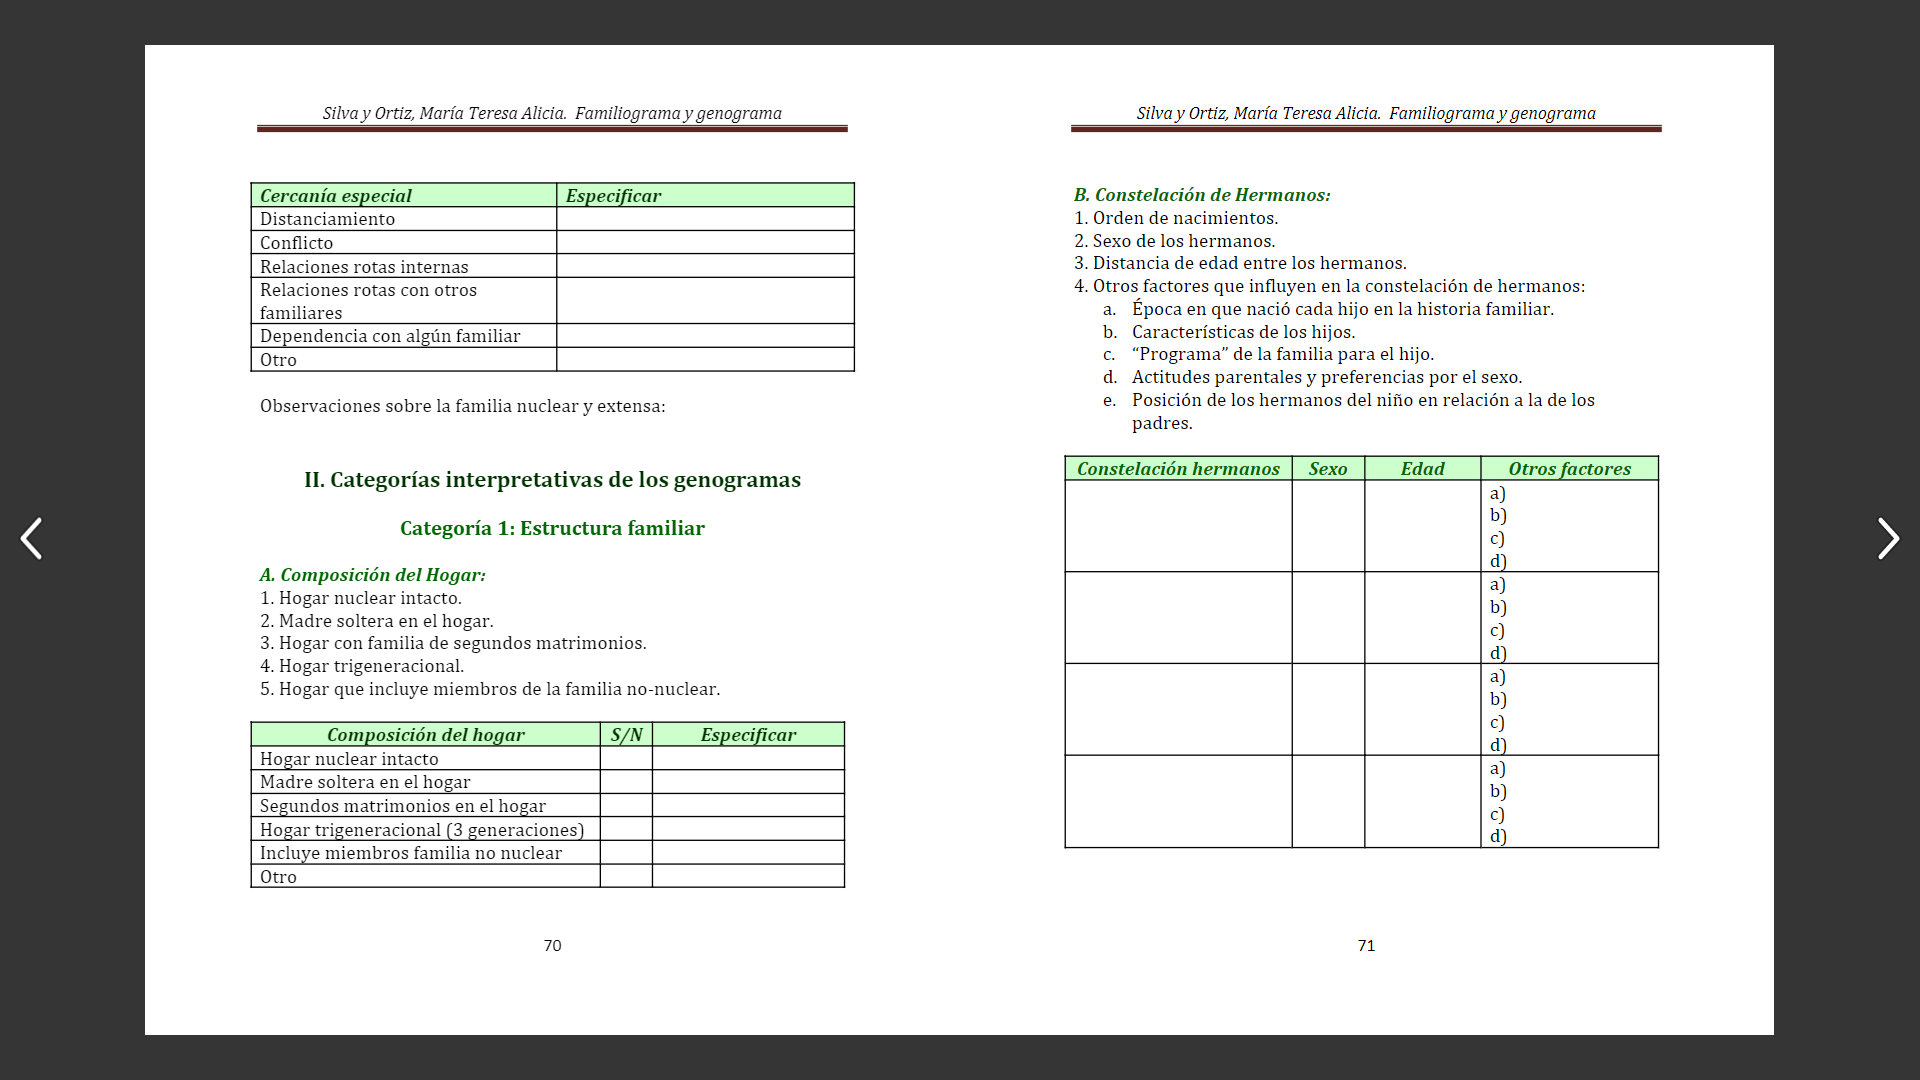 Silva y Ortiz, María Teresa Alicia. Familiograma y genograma
Cercanía especial Especificar
Distanciamiento
Conflicto
Relaciones rotas internas
Relaciones rotas con otros
familiares
Dependencia con algún familiar
Otro
Observaciones sobre la familia nuclear y extensa:
II. Categorías interpretativas de los genogramas
Categoría 1: Estructura familiar
A. Composición del Hogar:
1. Hogar nuclear intacto.
2. Madre soltera en el hogar.
3. Hogar con familia de segundos matrimonios.
4. Hogar trigeneracional.
5. Hogar que incluye miembros de la familia no-nuclear.
Composición del hogar S/N Especificar
Hogar nuclear intacto
Madre soltera en el hogar
Segundos matrimonios en el hogar
Hogar trigeneracional (3 generaciones)
Incluye miembros familia no nuclear
Otro
70
Silva y Ortiz, María Teresa Alicia. Familiograma y genograma
B. Constelación de Hermanos:
1. Orden de nacimientos.
2. Sexo de los hermanos.
3. Distancia de edad entre los hermanos.
4. Otros factores que influyen en la constelación de hermanos:
a. Época en que nació cada hijo en la historia familiar.
b. Características de los hijos.
c. “Programa” de la familia para el hijo.
d. Actitudes parentales y preferencias por el sexo.
e. Posición de los hermanos del niño en relación a la de los
padres.
Constelación hermanos Sexo Edad Otros factores
a)
b)
c)
d)
a)
b)
c)
d)
a)
b)
c)
d)
a)
b)
c)
d)
71